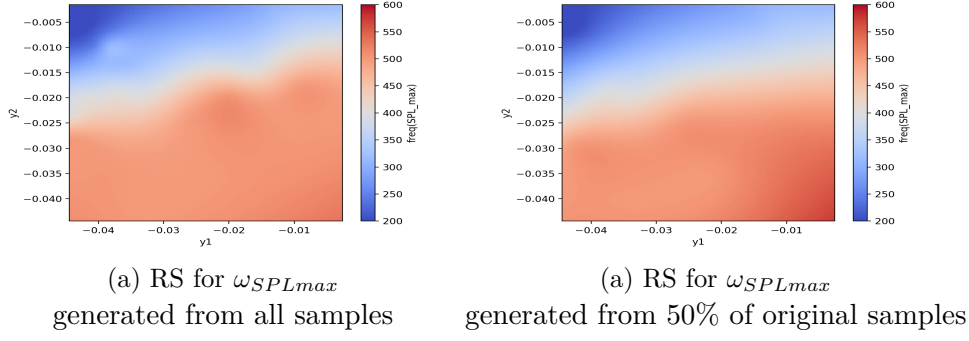 600
−0.005
550
−0.010
500
−0.015
450
−0.020
400
−0.025
350
−0.030
300
−0.035
250
−0.040
200
−0.04 −0.03 −0.02 −0.01
y1
y2
freq(SPL_max)
600
−0.005
550
−0.010
500
−0.015
450
−0.020
400
−0.025
350
−0.030
300
−0.035
250
−0.040
200
−0.04 −0.03 −0.02 −0.01
y1
y2
freq(SPL_max)
(a) RS for ωSPLmax
generated from all samples
(a) RS for ωSPLmax
generated from 50% of original samples